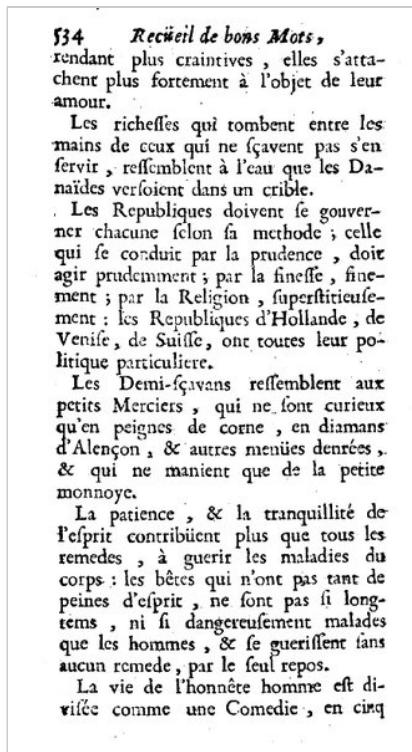 534 Recüeil de bons Mots,
rendant plus craintives, elles s'atta-
chent plus fortement à l'objet de leur
amour.
Les richeſſes qui tombent entre les
mains de ceux qui ne ſçavent pas s'en
ſervir, reſſemblent à l'eau que les Da-
naïdes verſoient dans un crible.
Les Republiques doivent ſe gouver-
ner chacune ſelon ſa methode; celle
qui ſe conduit par la prudence, doit
agir prudemment; par la fineſſe, fine-
ment; par la Religion, ſuperſtitieuſe-
ment: les Republiques d'Hollande, de
Veniſe, de Suiſſe, ont toutes leur po-
litique particuliere.
Les Demi-ſçavans reſſemblent aux
petits Merciers, qui ne ſont curieux
qu'en peignes de corne, en diamans
d'Alençon, & autres menües denrées,
& qui ne manient que de la petite
monnoye.
La patience, & la tranquillité de
l'eſprit contribüent plus que tous les
remedes, à guerir les maladies du
corps: les bêtes qui n'ont pas tant de
peines d'eſprit, ne ſont pas ſi long-
tems, ni ſi dangereuſement malades
que les hommes, & ſe gueriſſent ſans
aucun remede, par le ſeul repos.
La vie de l'honnête homme eſt di-
viſée comme une Comedie, en cinq